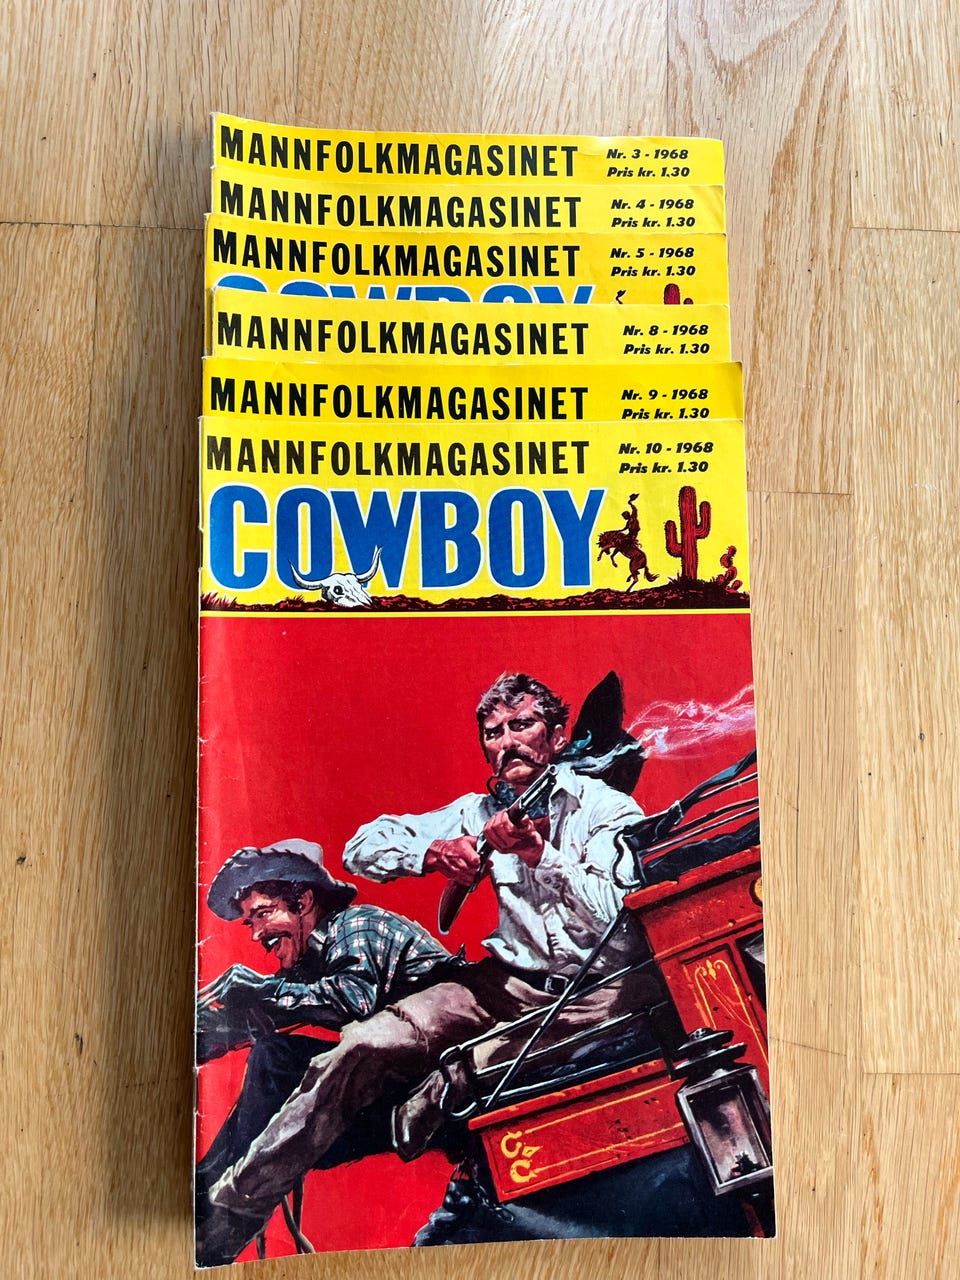 MANNFOLKMAGASINET
Nr. 3 - 1968
Pris kr. 1.30
MANNFOLKMAGASINET
Nr. 4 - 1968
Pris kr. 1.30
MANNFOLKMAGASINET
Nr. 5 - 1968
Pris kr. 1.30
COWBOY
MANNFOLKMAGASINET
Nr. 8 - 1968
Pris kr. 1.30
MANNFOLKMAGASINET
Nr. 9 - 1968
Pris kr. 1.30
MANNFOLKMAGASINET
Nr. 10 - 1968
Pris kr. 1.30
COWBOY